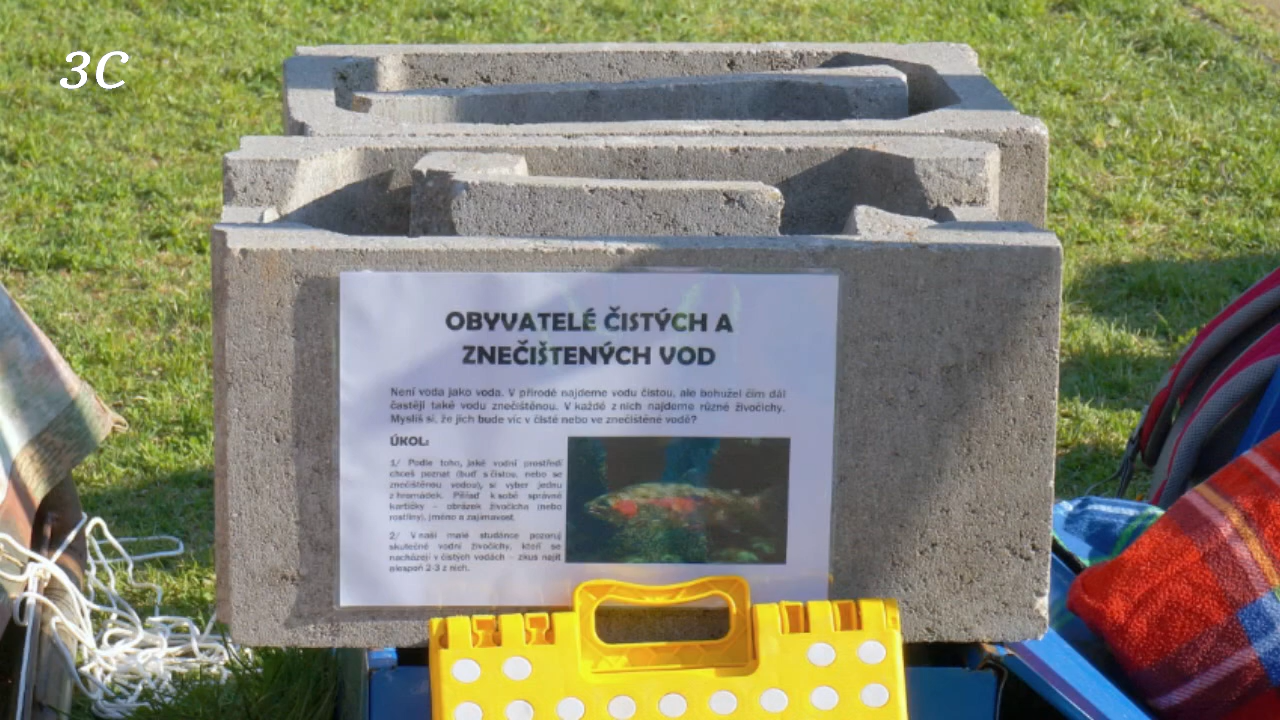 3C
OBYVATELÉ ČISTÝCH A
ZNEČIŠTENÝCH VOD
Není voda jako voda. V přírodě najdeme vodu čistou, ale bohužel čím dál
častěji také vodu znečištěnou. V každé z nich najdeme různé živočichy.
Myslíš si, že jich bude víc v čisté nebo ve znečištěné vodě?
ÚKOL:
1/ Podle toho, jaké vodní prostředí
chceš poznat (buď s čistou, nebo se
znečištěnou vodou), si vyber jednu
z hromádek. Přiřaď k sobě správné
kartičky – obrázek živočicha (nebo
rostliny), jméno a zajímavost.
2/ V naší malé studánce pozoruj
skutečné vodní živočichy, kteří se
nacházejí v čistých vodách – zkus najít
alespoň 2-3 z nich.